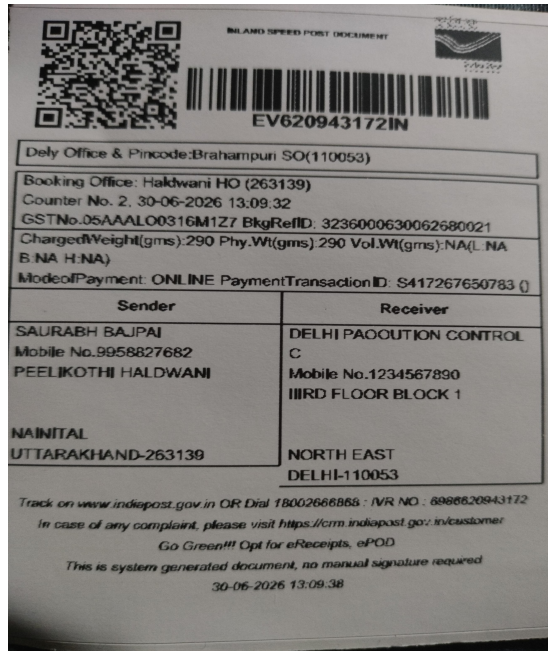 INLAND SPEED POST DOCUMENT
EV620943172IN
Dely Office & Pincode:Brahampuri SO(110053)
Booking Office: Haldwani HO (263139)
Counter No. 2, 30-06-2026 13:09:32
GSTNo.05AAALO0316M1Z7 BkgRefID: 3236000630062680021
ChargedWeight(gms):290 Phy.Wt(gms):290 Vol.Wt(gms):NA(L:NA
B:NA H:NA)
ModeofPayment: ONLINE PaymentTransactionID: S417267650783 ()
Sender
SAURABH BAJPAI
Mobile No.9958827682
PEELIKOTHI HALDWANI
NAINITAL
UTTARAKHAND-263139
Receiver
DELHI PAOOUTION CONTROL
C
Mobile No.1234567890
IIIRD FLOOR BLOCK 1
NORTH EAST
DELHI-110053
Track on www.indiapost.gov.in OR Dial 18002666868 : IVR NO : 6986620943172
In case of any complaint, please visit https://crm.indiapost.gov.in/customer
Go Green!!! Opt for eReceipts, ePOD
This is system generated document, no manual signature required
30-06-2026 13:09:38